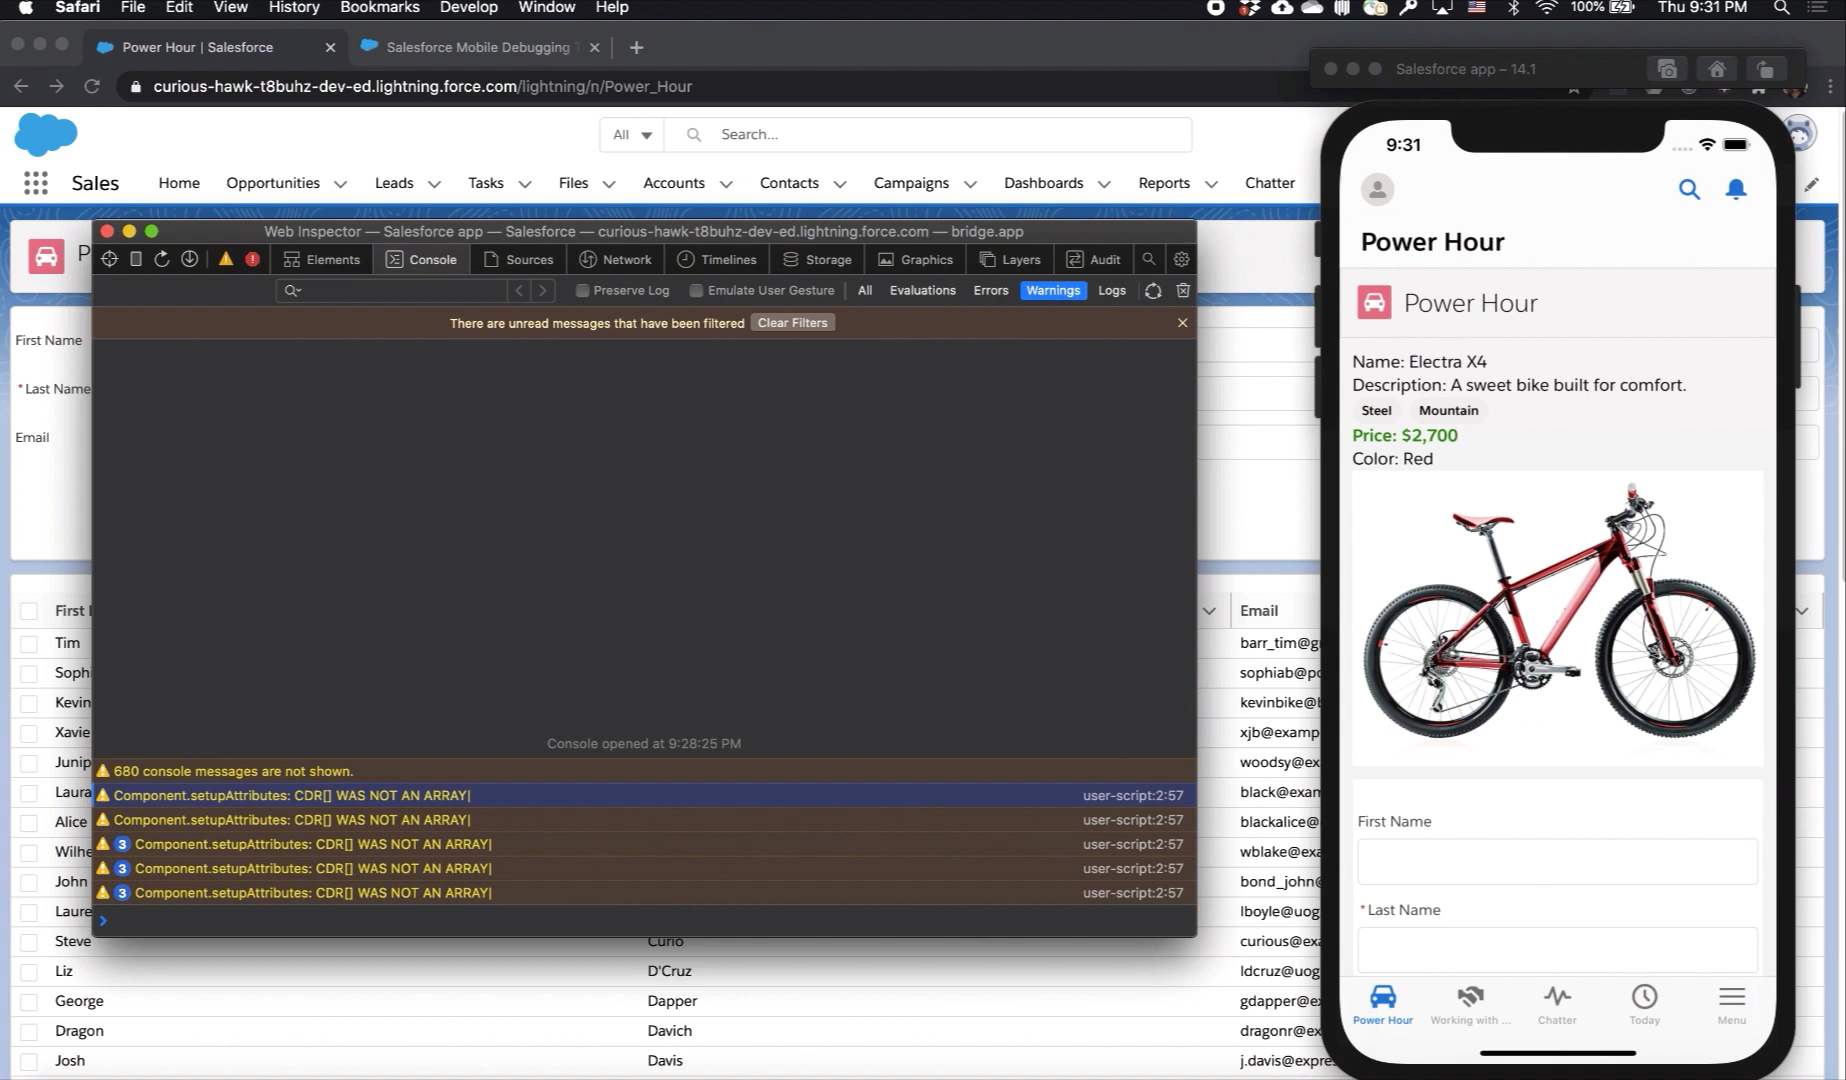 Safari File Edit View History Bookmarks Develop Window Help 100% Thu 9:31 PM
Power Hour | Salesforce Salesforce Mobile Debugging
Salesforce app – 14.1
curious-hawk-t8buhz-dev-ed.lightning.force.com/lightning/n/Power_Hour
All Search...
Sales Home Opportunities Leads Tasks Files Accounts Contacts Campaigns Dashboards Reports Chatter
P
First Name
*Last Name
Email
Web Inspector — Salesforce app — Salesforce — curious-hawk-t8buhz-dev-ed.lightning.force.com — bridge.app
Elements Console Sources Network Timelines Storage Graphics Layers Audit
Preserve Log Emulate User Gesture All Evaluations Errors Warnings Logs
There are unread messages that have been filtered Clear Filters
Console opened at 9:28:25 PM
680 console messages are not shown.
Component.setupAttributes: CDR[] WAS NOT AN ARRAY| user-script:2:57
Component.setupAttributes: CDR[] WAS NOT AN ARRAY| user-script:2:57
3 Component.setupAttributes: CDR[] WAS NOT AN ARRAY| user-script:2:57
3 Component.setupAttributes: CDR[] WAS NOT AN ARRAY| user-script:2:57
3 Component.setupAttributes: CDR[] WAS NOT AN ARRAY| user-script:2:57
First Email
Tim barr_tim@g
Soph sophiab@p
Kevin kevinbike@
Xavie xjb@examp
Junip woodsy@ex
Laura black@exam
Alice blackalice@
Wilhe wblake@exa
John bond_john@
Laure lboyle@uog
Steve Curio curious@exa
Liz D'Cruz ldcruz@uog
George Dapper gdapper@ex
Dragon Davich dragonr@ex
Josh Davis j.davis@expre
9:31
Power Hour
Power Hour
Name: Electra X4
Description: A sweet bike built for comfort.
Steel Mountain
Price: $2,700
Color: Red
First Name
*Last Name
Power Hour Working with ... Chatter Today Menu